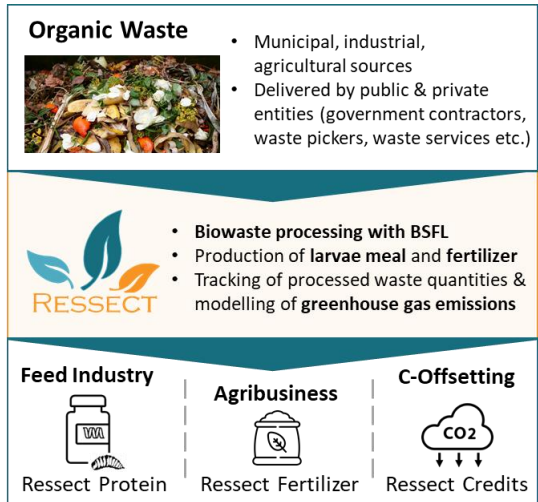 Organic Waste
• Municipal, industrial,
agricultural sources
• Delivered by public & private
entities (government contractors,
waste pickers, waste services etc.)
RESSECT
• Biowaste processing with BSFL
• Production of larvae meal and fertilizer
• Tracking of processed waste quantities &
modelling of greenhouse gas emissions
Feed Industry
Ressect Protein
Agribusiness
Ressect Fertilizer
C-Offsetting
CO2
Ressect Credits